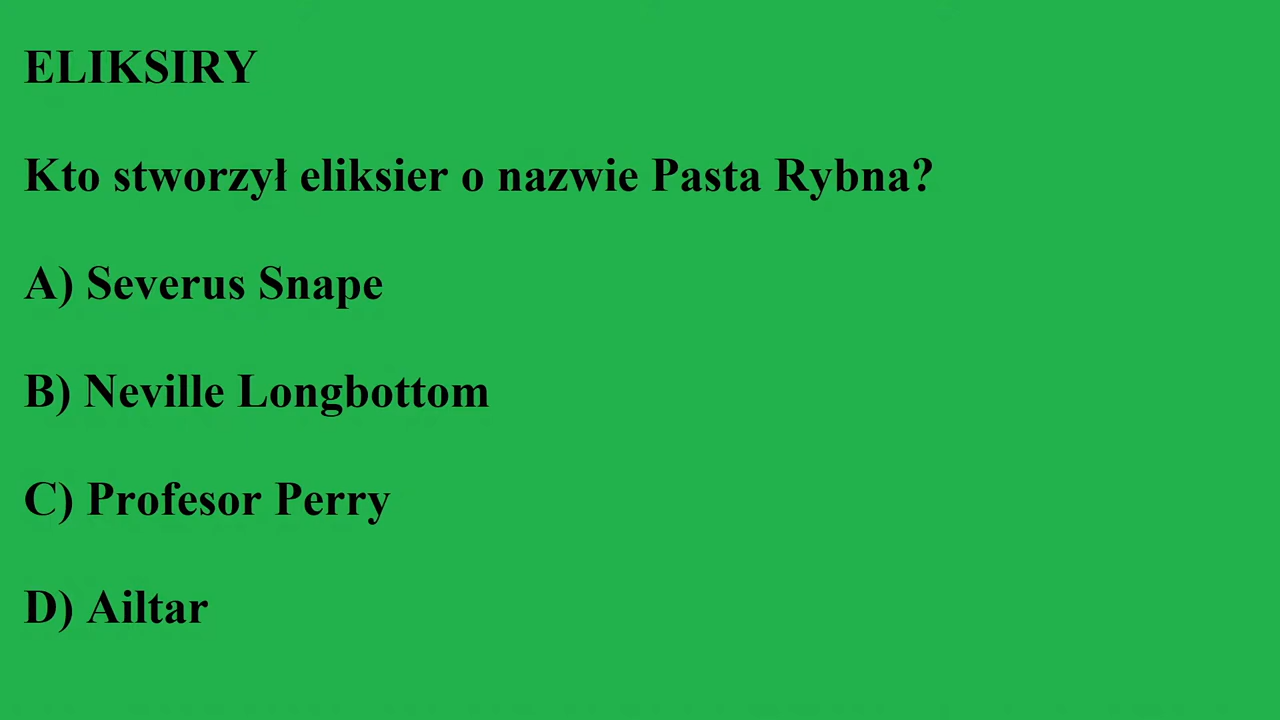 ELIKSIRY
Kto stworzył eliksier o nazwie Pasta Rybna?
A) Severus Snape
B) Neville Longbottom
C) Profesor Perry
D) Ailtar